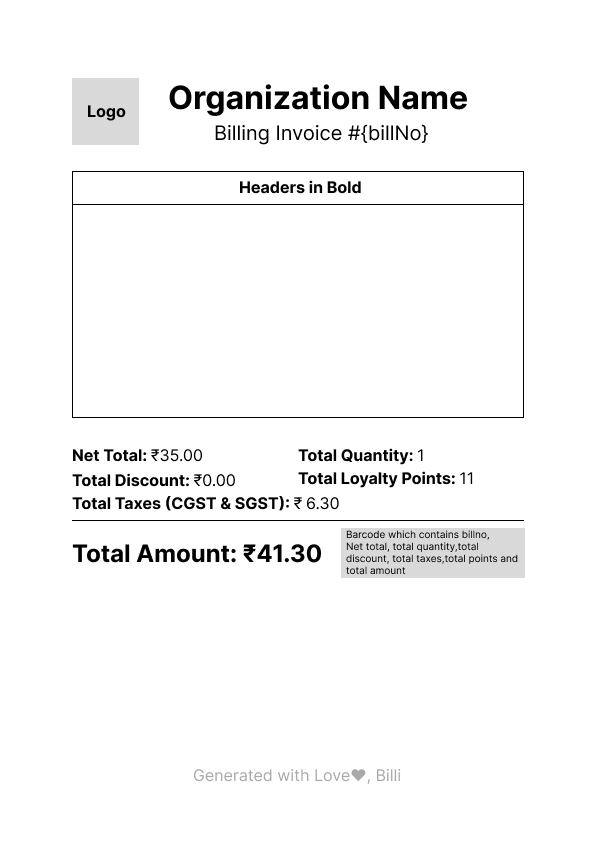 Logo
Organization Name
Billing Invoice #{billNo}
Headers in Bold
Net Total: ₹35.00
Total Quantity: 1
Total Discount: ₹0.00
Total Loyalty Points: 11
Total Taxes (CGST & SGST): ₹ 6.30
Total Amount: ₹41.30
Barcode which contains billno,
Net total, total quantity,total
discount, total taxes,total points and
total amount
Generated with Love❤, Billi